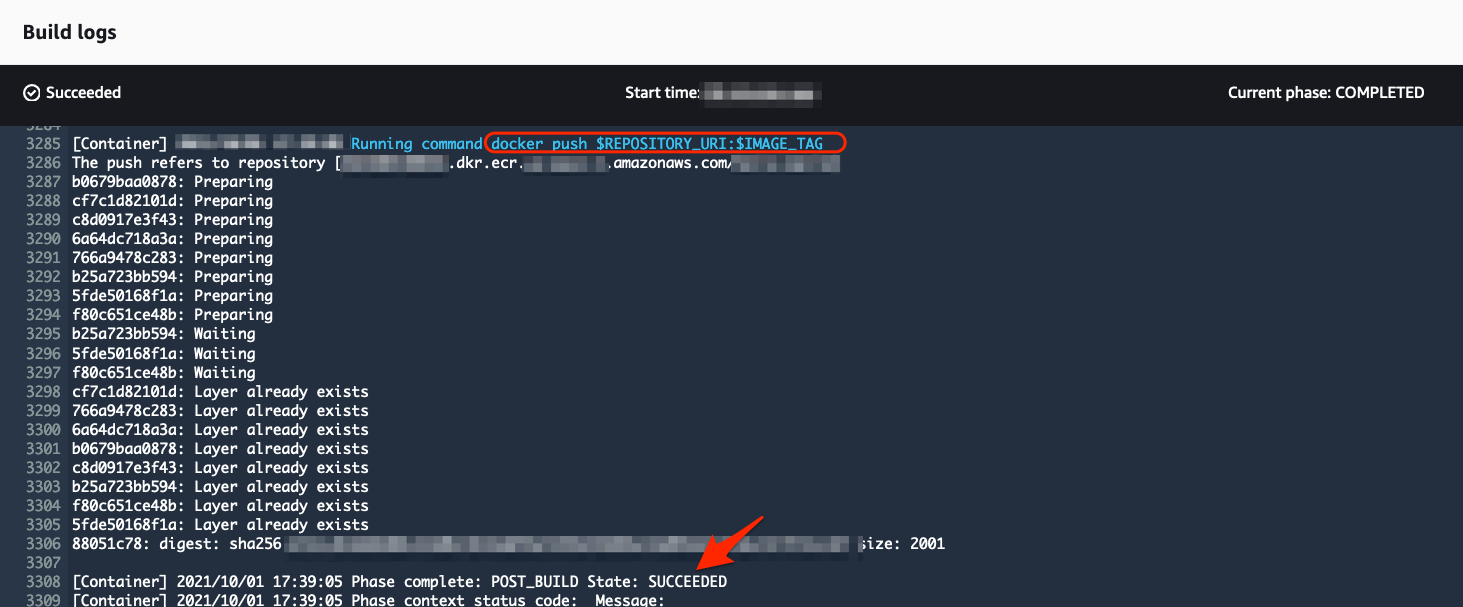 Build logs
Succeeded
Start time:
Current phase: COMPLETED
3284
3285 [Container] Running command docker push $REPOSITORY_URI:$IMAGE_TAG
3286 The push refers to repository [ .dkr.ecr. .amazonaws.com/
3287 b0679baa0878: Preparing
3288 cf7c1d82101d: Preparing
3289 c8d0917e3f43: Preparing
3290 6a64dc718a3a: Preparing
3291 766a9478c283: Preparing
3292 b25a723bb594: Preparing
3293 5fde50168f1a: Preparing
3294 f80c651ce48b: Preparing
3295 b25a723bb594: Waiting
3296 5fde50168f1a: Waiting
3297 f80c651ce48b: Waiting
3298 cf7c1d82101d: Layer already exists
3299 766a9478c283: Layer already exists
3300 6a64dc718a3a: Layer already exists
3301 b0679baa0878: Layer already exists
3302 c8d0917e3f43: Layer already exists
3303 b25a723bb594: Layer already exists
3304 f80c651ce48b: Layer already exists
3305 5fde50168f1a: Layer already exists
3306 88051c78: digest: sha256 size: 2001
3307
3308 [Container] 2021/10/01 17:39:05 Phase complete: POST_BUILD State: SUCCEEDED
3309 [Container] 2021/10/01 17:39:05 Phase context status code: Message: